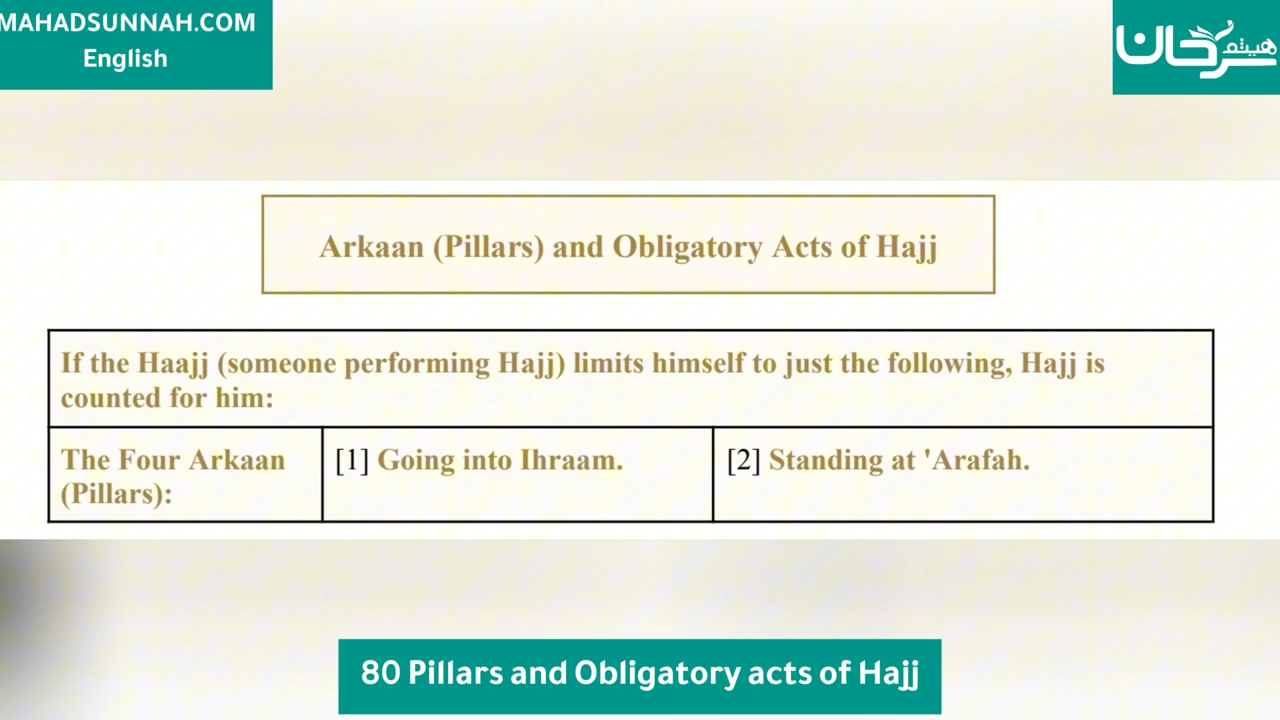 MAHADSUNNAH.COM
English
هيثم
سرحان
Arkaan (Pillars) and Obligatory Acts of Hajj
If the Haajj (someone performing Hajj) limits himself to just the following, Hajj is
counted for him:
The Four Arkaan
(Pillars):
[1] Going into Ihraam.
[2] Standing at 'Arafah.
80 Pillars and Obligatory acts of Hajj